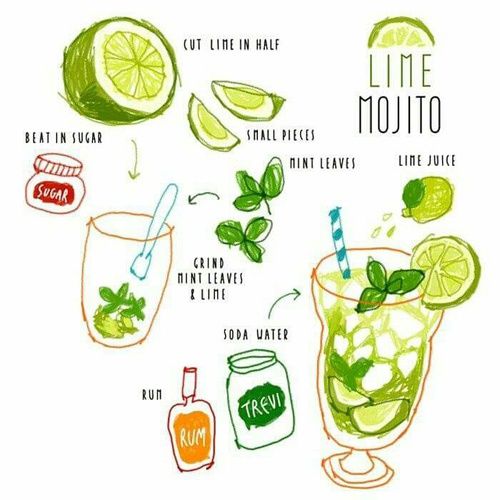 CUT LIME IN HALF
LIME
MOJITO
SMALL PIECES
BEAT IN SUGAR
SUGAR
MINT LEAVES
LIME JUICE
GRIND
MINT LEAVES
& LIME
SODA WATER
TREVI
RUM
RUM